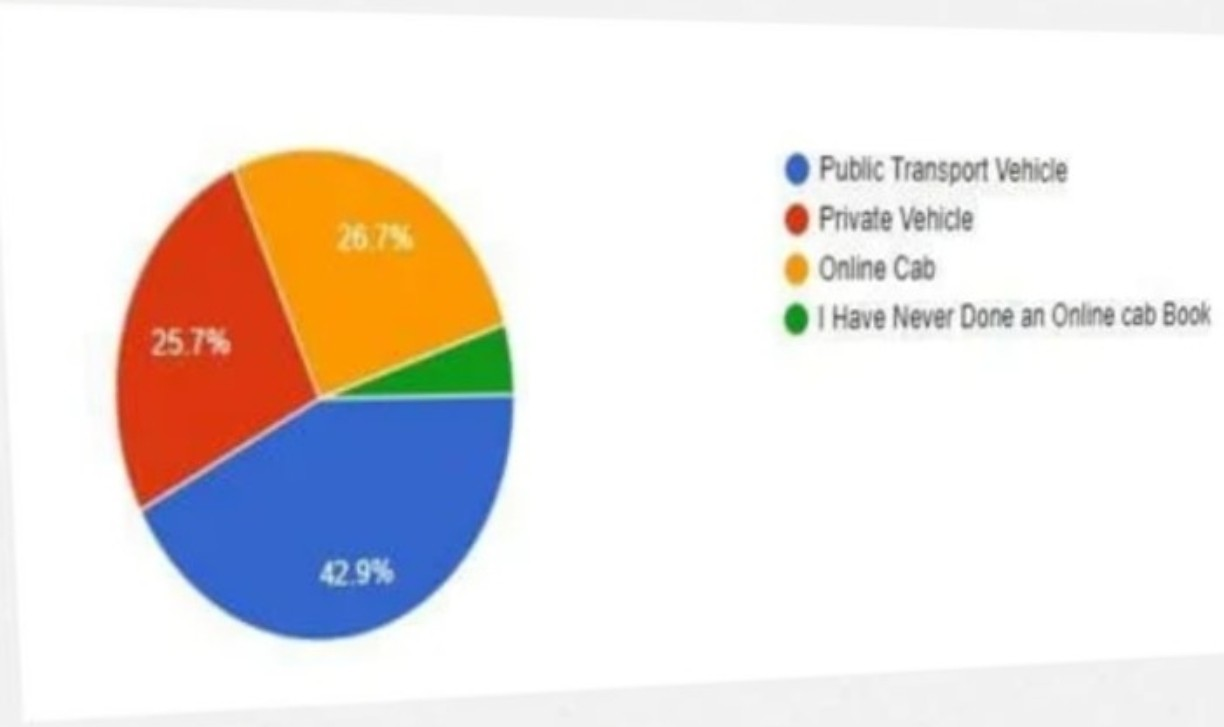 26.7%
25.7%
42.9%
Public Transport Vehicle
Private Vehicle
Online Cab
I Have Never Done an Online cab Book